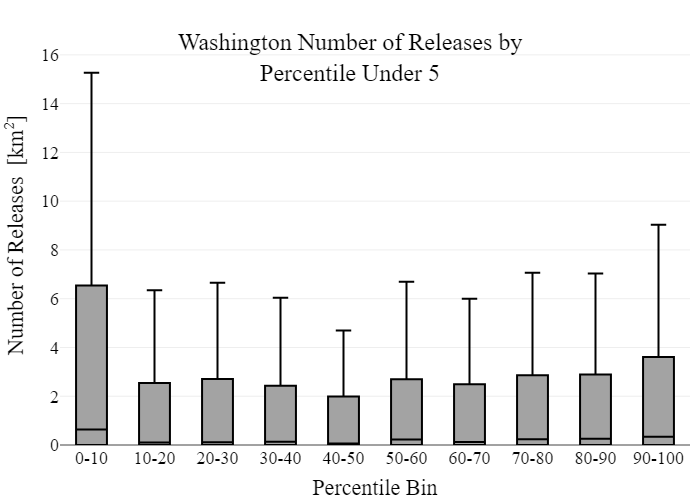 Washington Number of Releases by
Percentile Under 5
Number of Releases [km²]
16
14
12
10
8
6
4
2
0
0-10 10-20 20-30 30-40 40-50 50-60 60-70 70-80 80-90 90-100
Percentile Bin